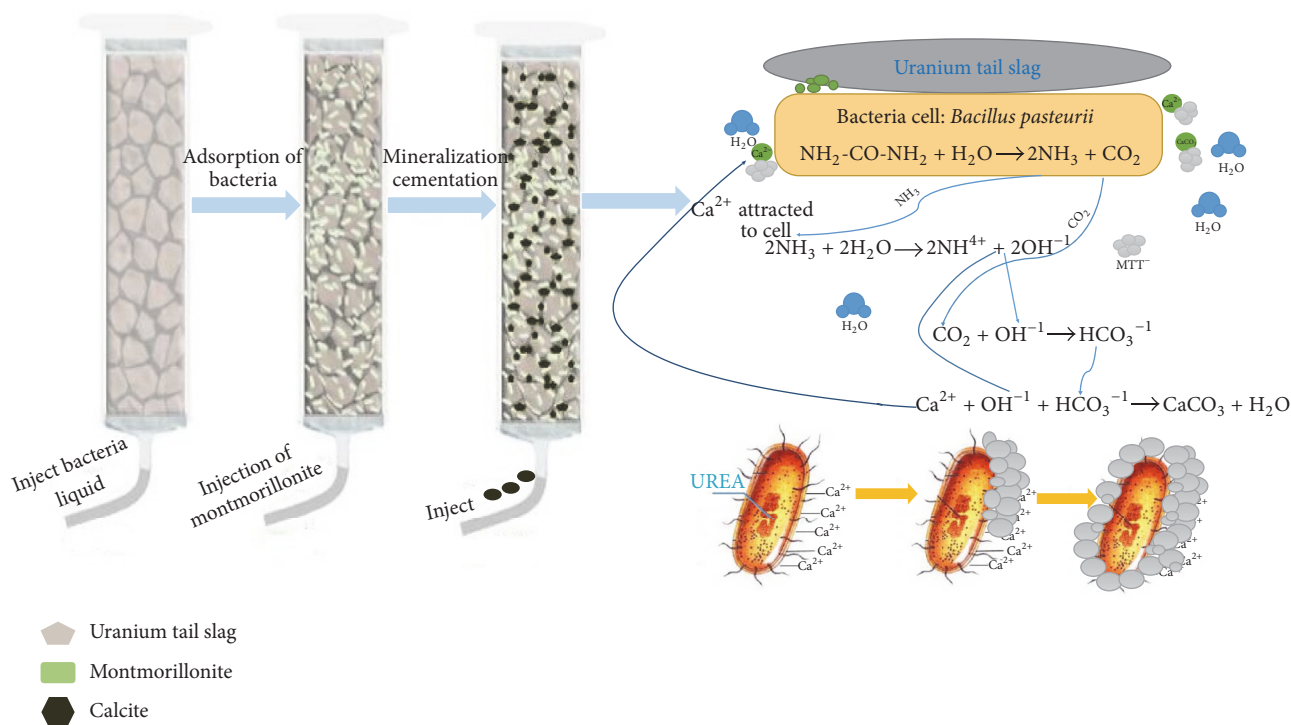 Adsorption of
bacteria
Mineralization
cementation
Inject bacteria
liquid
Injection of
montmorillonite
Inject
Uranium tail slag
Montmorillonite
Calcite
Uranium tail slag
Bacteria cell: Bacillus pasteurii
NH₂-CO-NH₂ + H₂O → 2NH₃ + CO₂
H₂O
Ca²⁻
Ca²⁻
CaCO₃
H₂O
H₂O
NH₃
CO₂
Ca²⁺ attracted
to cell
2NH₃ + 2H₂O → 2NH⁴⁺ + 2OH⁻¹
MTT⁻
H₂O
CO₂ + OH⁻¹ → HCO₃⁻¹
Ca²⁺ + OH⁻¹ + HCO₃⁻¹ → CaCO₃ + H₂O
UREA
Ca²⁺
Ca²⁺
Ca²⁺
Ca²⁺
Ca²⁺
Ca²⁺
Ca²⁺
Ca²⁺
Ca²⁺